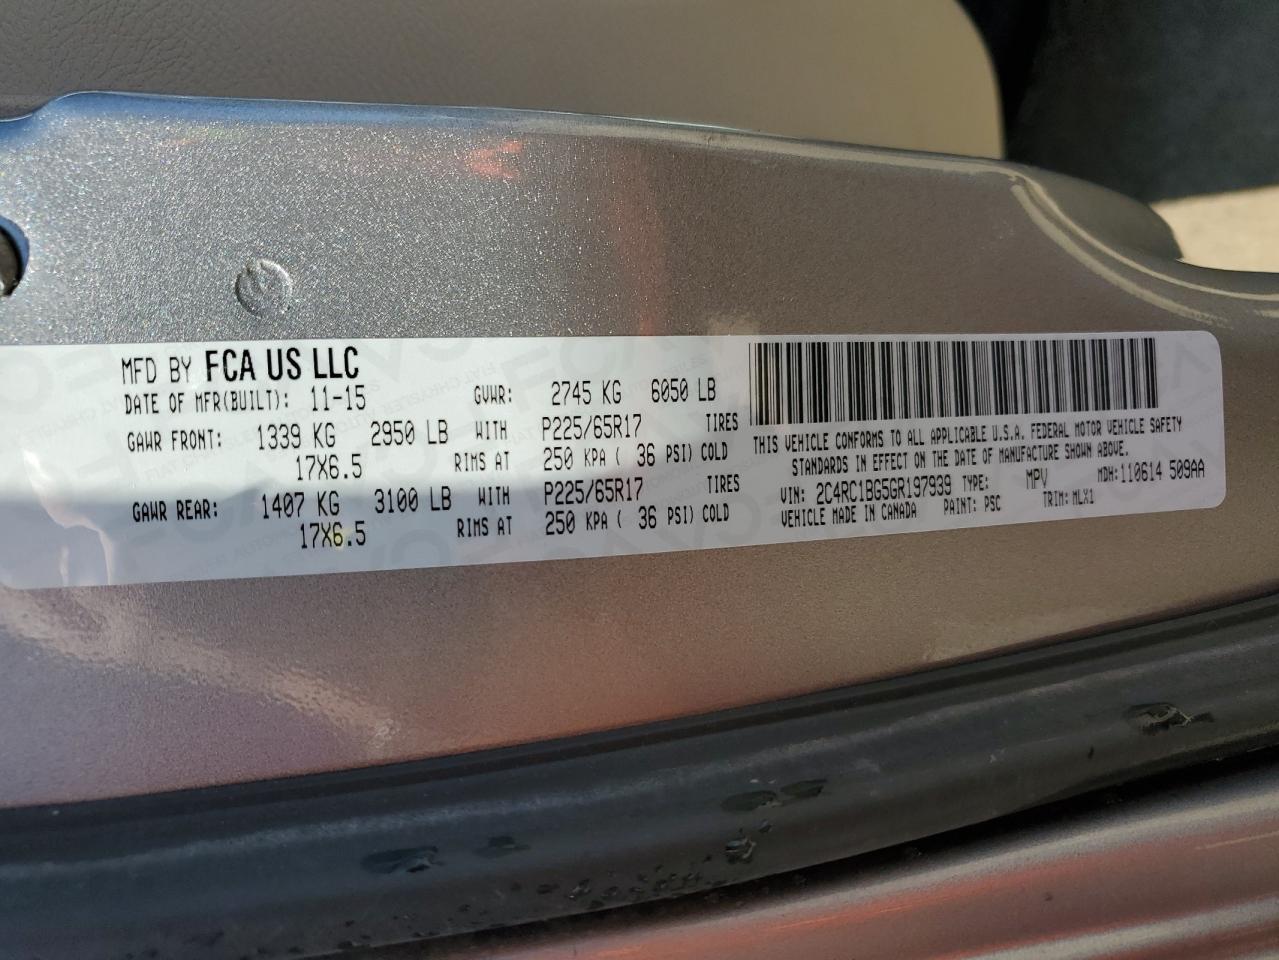 MFD BY FCA US LLC
DATE OF MFR(BUILT): 11-15 GVWR: 2745 KG 6050 LB
GAWR FRONT: 1339 KG 2950 LB WITH P225/65R17 TIRES
17X6.5 RIMS AT 250 KPA ( 36 PSI) COLD
GAWR REAR: 1407 KG 3100 LB WITH P225/65R17 TIRES
17X6.5 RIMS AT 250 KPA ( 36 PSI) COLD
THIS VEHICLE CONFORMS TO ALL APPLICABLE U.S.A. FEDERAL MOTOR VEHICLE SAFETY
STANDARDS IN EFFECT ON THE DATE OF MANUFACTURE SHOWN ABOVE.
VIN: 2C4RC1BG5GR197939 TYPE: MPV MDH:110614 509AA
VEHICLE MADE IN CANADA PAINT: PSC TRIM: MLX1